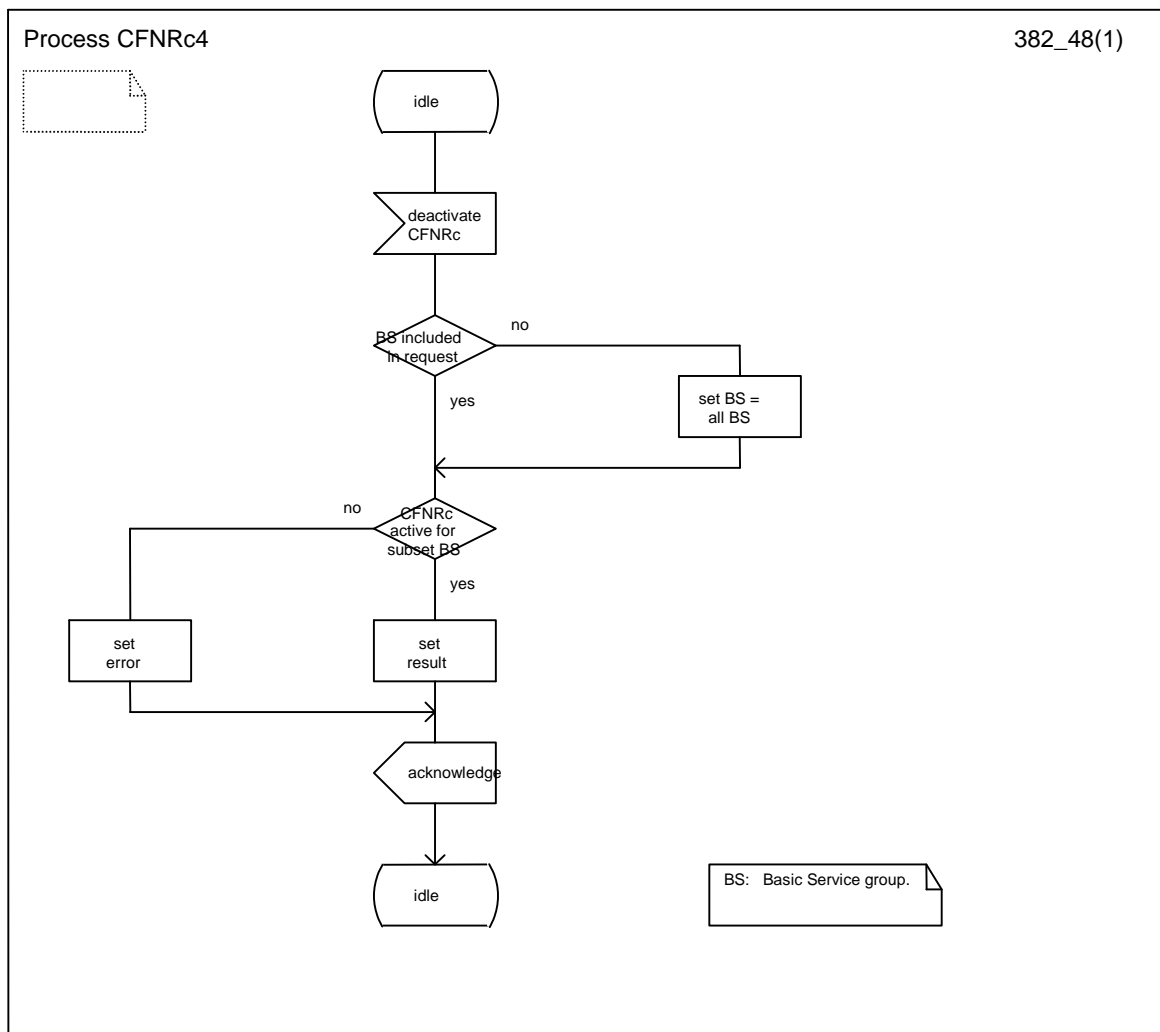 Process CFNRc4
382_48(1)
idle
deactivate
CFNRc
BS included
in request
no
yes
set BS =
all BS
CFNRc
active for
subset BS
no
yes
set
error
set
result
acknowledge
idle
BS: Basic Service group.